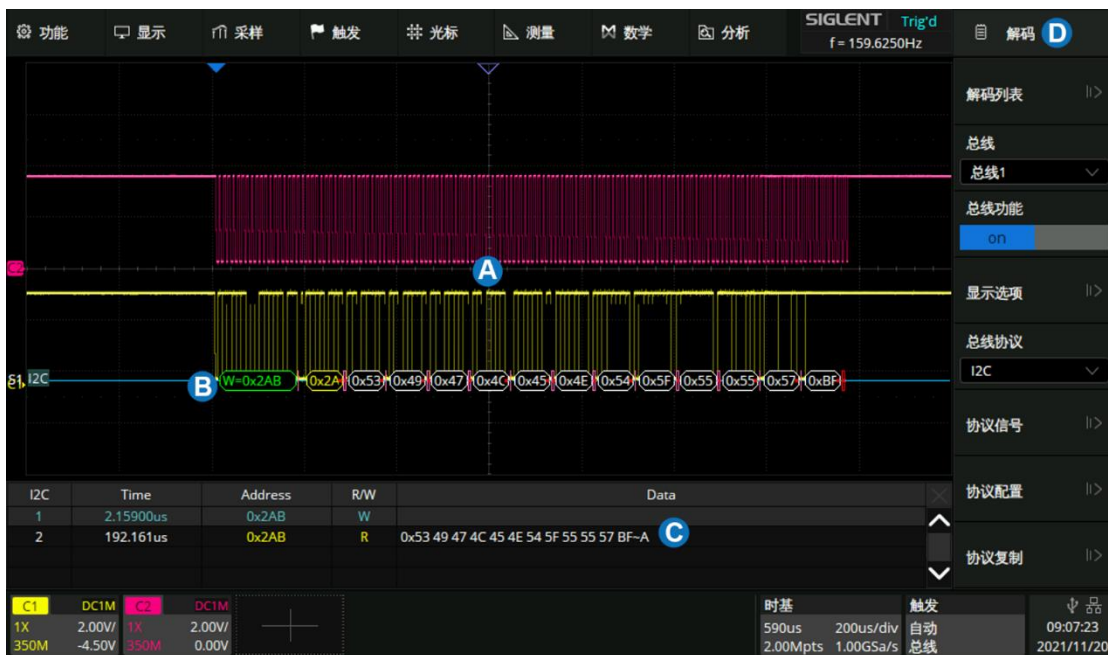 功能 显示 采样 触发 光标 测量 数学 分析 SIGLENT Trig'd
f = 159.6250Hz
解码 D
解码列表
总线
总线1
总线功能
on
显示选项
总线协议
I2C
协议信号
协议配置
协议复制
A
C2
I2C
B W=0x2AB 0x2A 0x53 0x49 0x47 0x4C 0x45 0x4E 0x54 0x5F 0x55 0x55 0x57 0xBF
I2C Time Address R/W Data
1 2.15900us 0x2AB W
2 192.161us 0x2AB R 0x53 49 47 4C 45 4E 54 5F 55 55 57 BF~A C
C1 DC1M C2 DC1M
1X 2.00V/ 1X 2.00V/
350M -4.50V 350M 0.00V
时基 触发
590us 200us/div 自动
2.00Mpts 1.00GSa/s 总线
09:07:23
2021/11/20